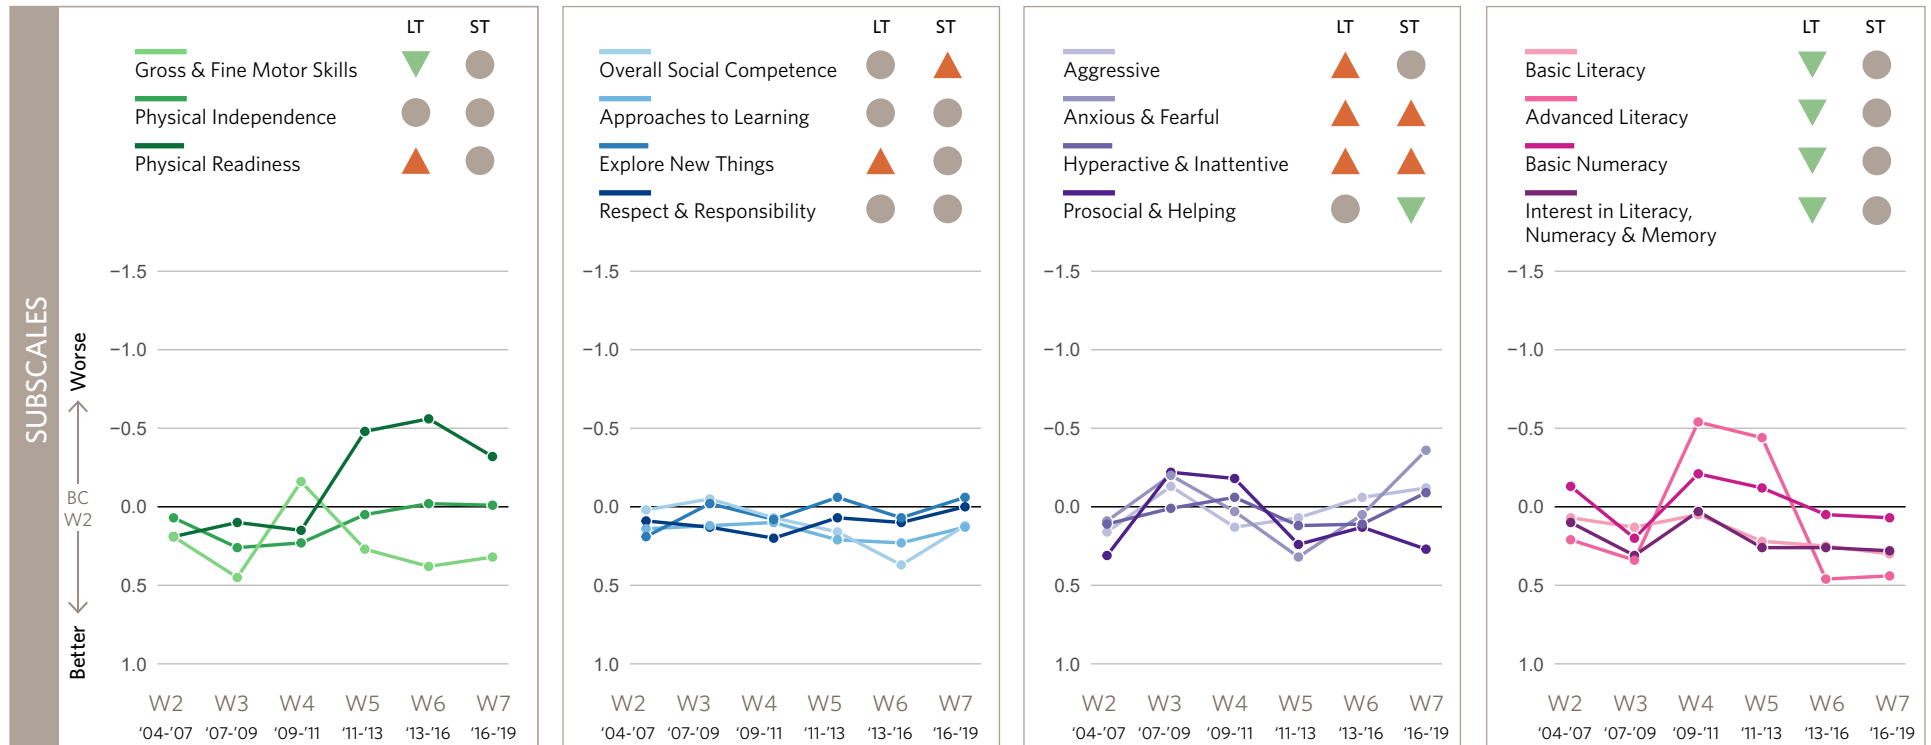 SUBSCALES
Worse
BC
W2
Better
LT ST
Gross & Fine Motor Skills
Physical Independence
Physical Readiness
−1.5
−1.0
−0.5
0.0
0.5
1.0
W2 W3 W4 W5 W6 W7
‘04-’07 ‘07-’09 ‘09-’11 ‘11-’13 ‘13-’16 ‘16-’19
LT ST
Overall Social Competence
Approaches to Learning
Explore New Things
Respect & Responsibility
−1.5
−1.0
−0.5
0.0
0.5
1.0
W2 W3 W4 W5 W6 W7
‘04-’07 ‘07-’09 ‘09-’11 ‘11-’13 ‘13-’16 ‘16-’19
LT ST
Aggressive
Anxious & Fearful
Hyperactive & Inattentive
Prosocial & Helping
−1.5
−1.0
−0.5
0.0
0.5
1.0
W2 W3 W4 W5 W6 W7
‘04-’07 ‘07-’09 ‘09-’11 ‘11-’13 ‘13-’16 ‘16-’19
LT ST
Basic Literacy
Advanced Literacy
Basic Numeracy
Interest in Literacy,
Numeracy & Memory
−1.5
−1.0
−0.5
0.0
0.5
1.0
W2 W3 W4 W5 W6 W7
‘04-’07 ‘07-’09 ‘09-’11 ‘11-’13 ‘13-’16 ‘16-’19